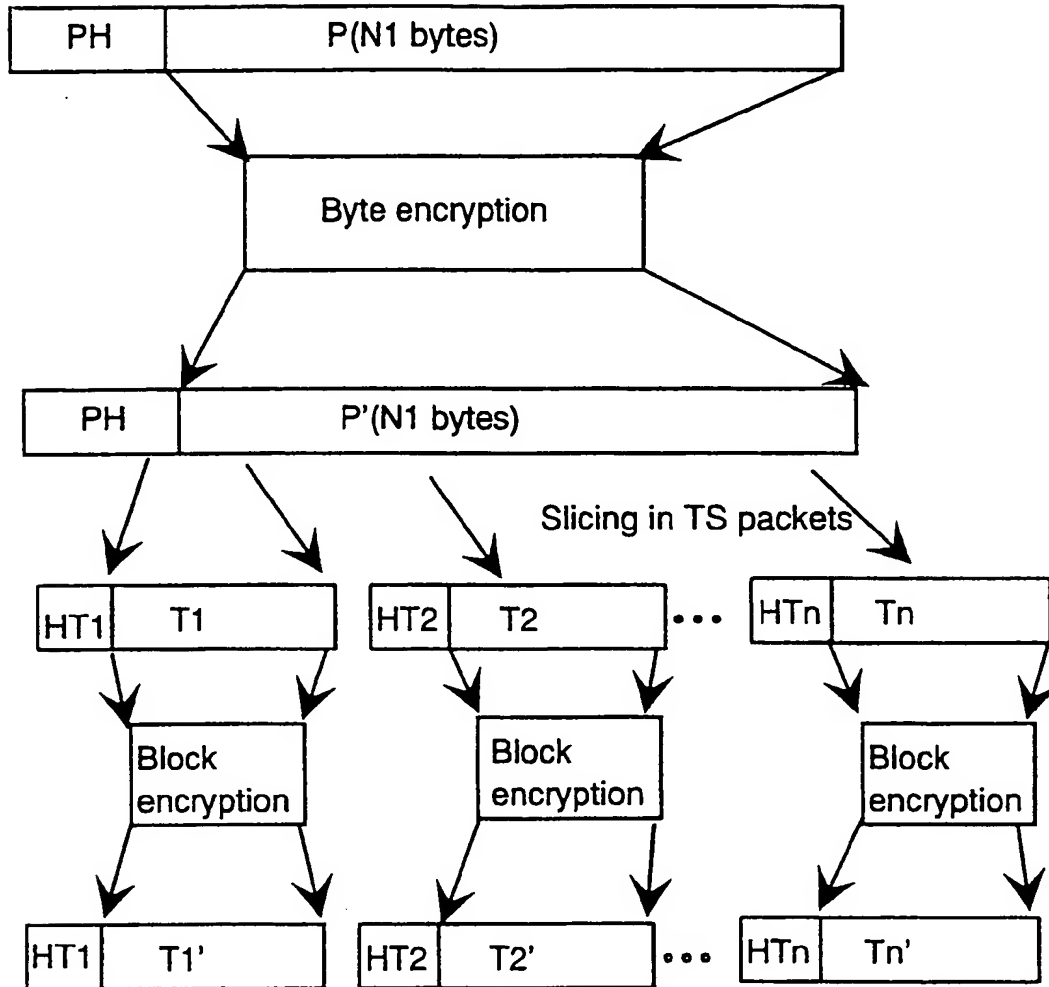 PH P(N1 bytes)
Byte encryption
PH P'(N1 bytes)
Slicing in TS packets
HT1 T1 HT2 T2 ••• HTn Tn
Block
encryption
Block
encryption
Block
encryption
HT1 T1' HT2 T2' ••• HTn Tn'